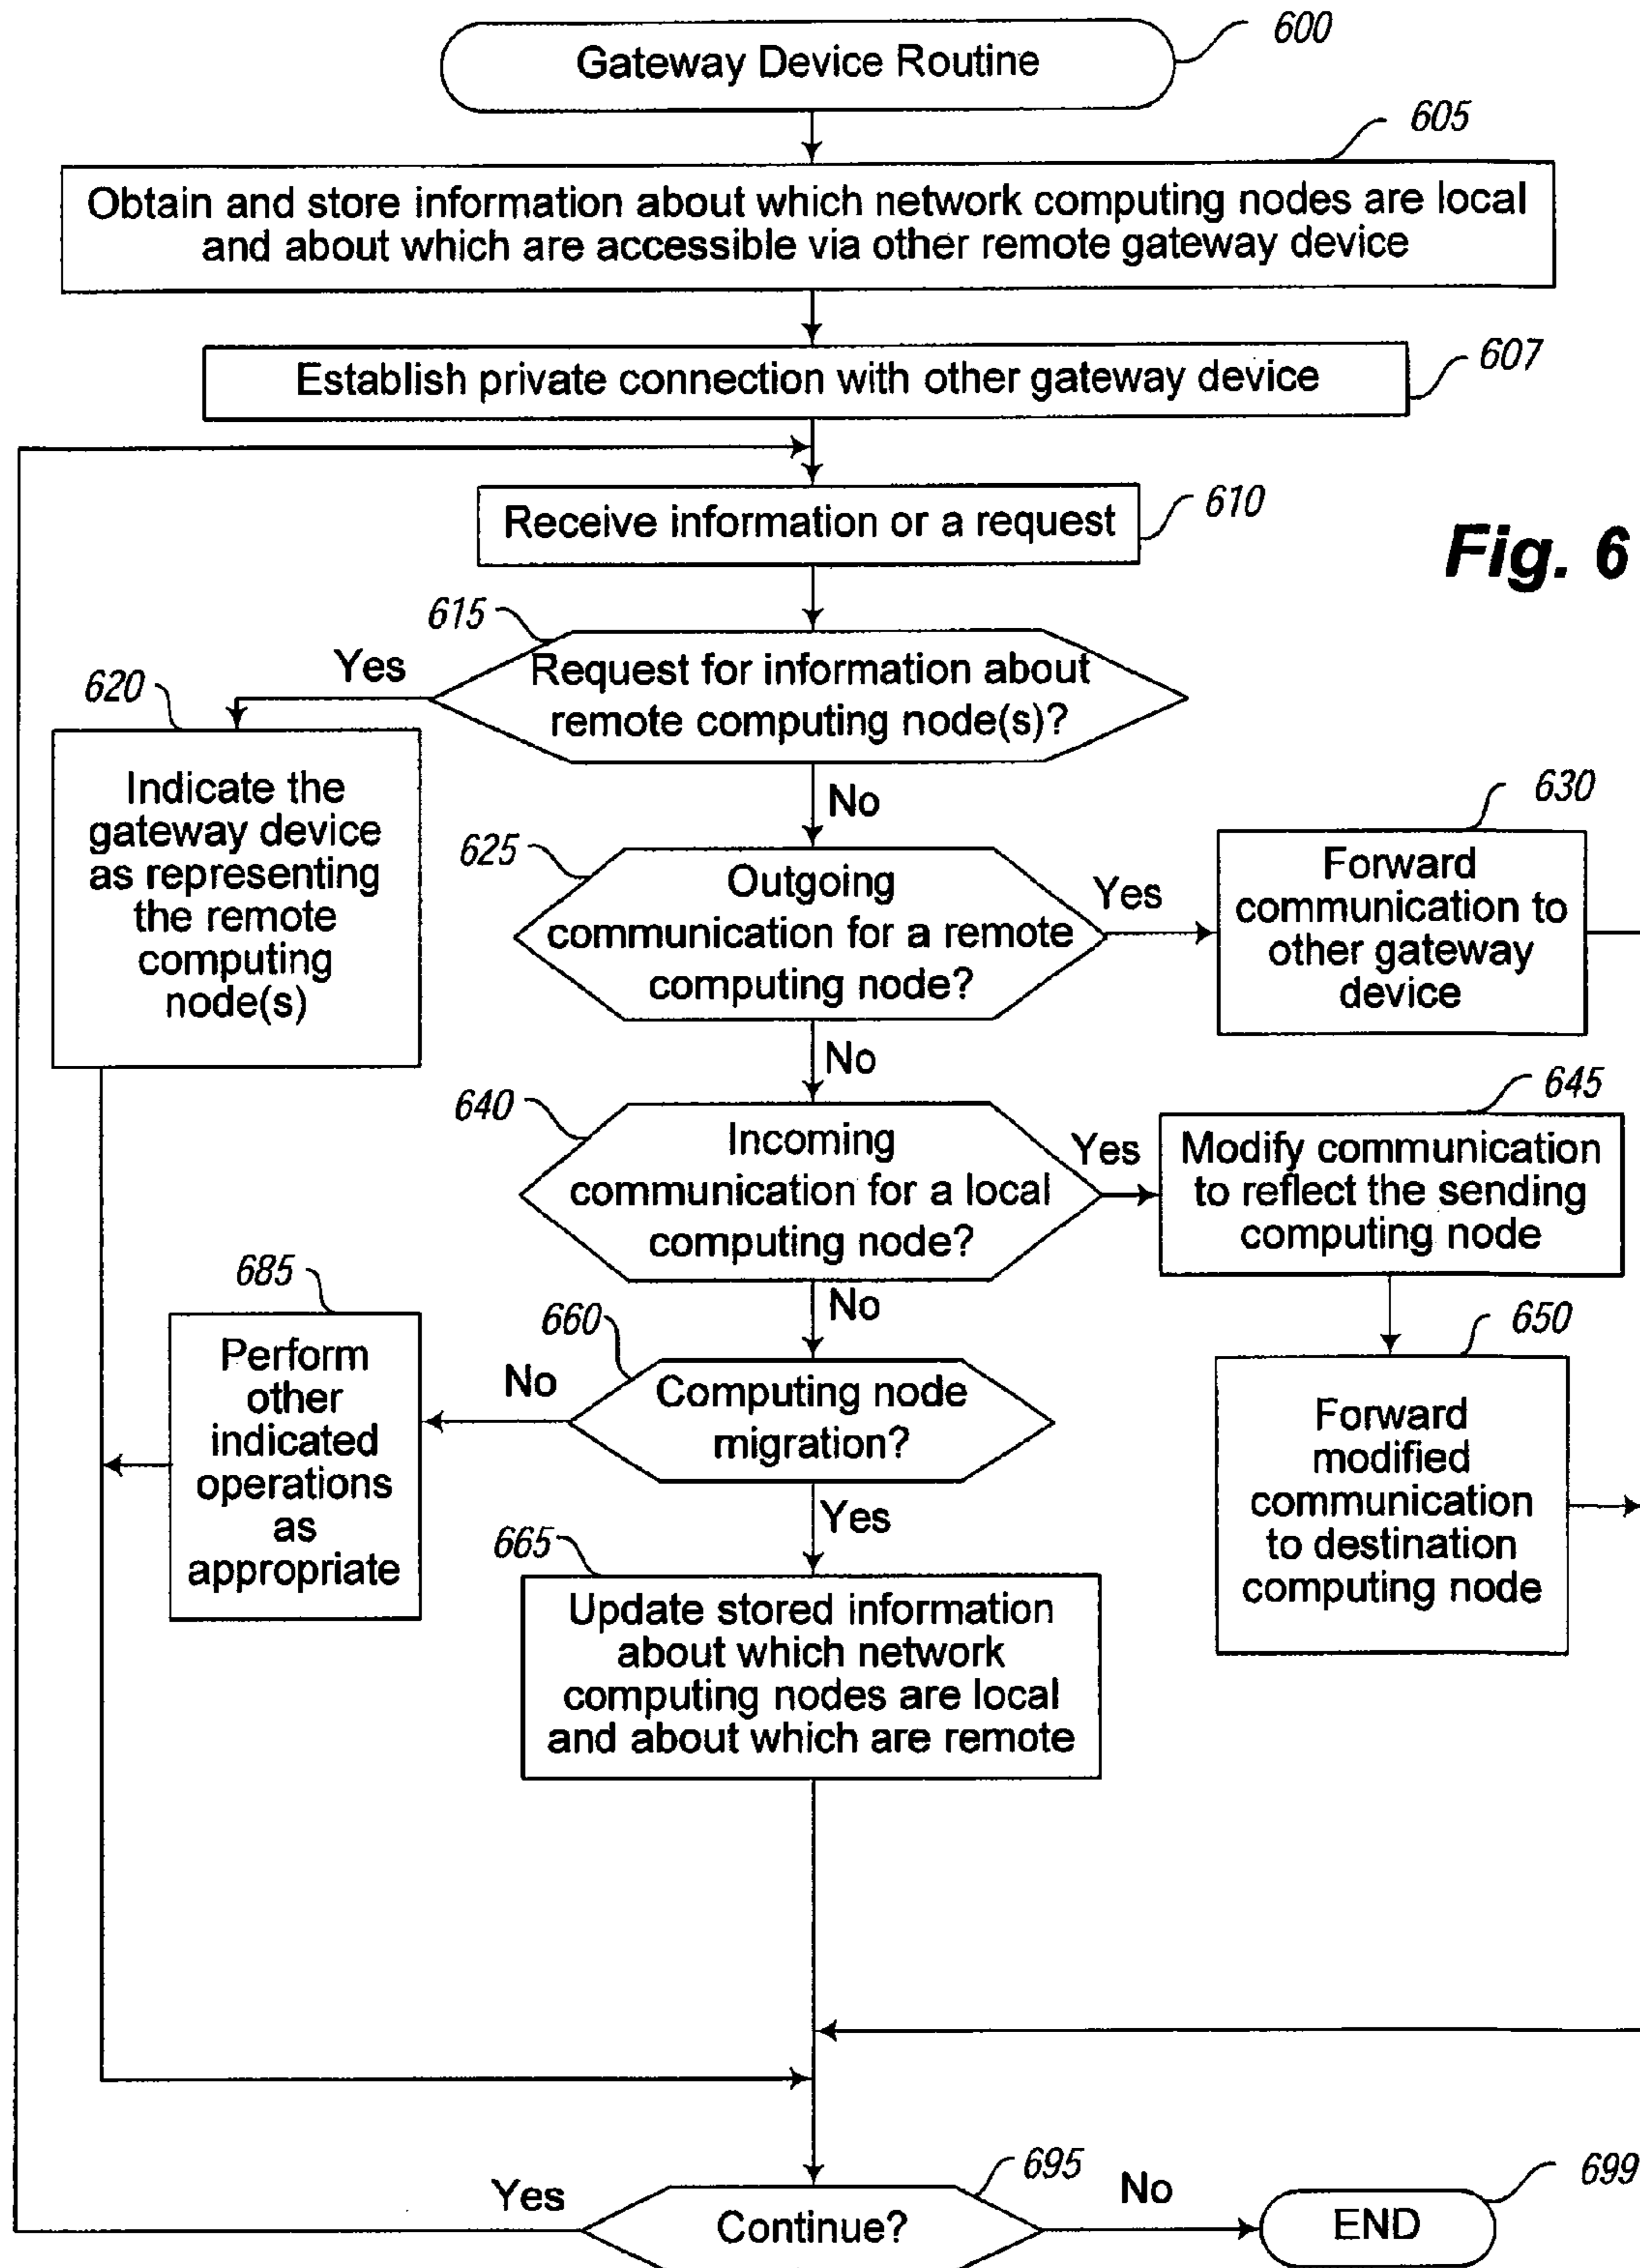 Gateway Device Routine
600
605
Obtain and store information about which network computing nodes are local
and about which are accessible via other remote gateway device
Establish private connection with other gateway device
607
Receive information or a request
610
Fig. 6
615
Request for information about
remote computing node(s)?
Yes
620
Indicate the
gateway device
as representing
the remote
computing
node(s)
No
625
Outgoing
communication for a remote
computing node?
Yes
630
Forward
communication to
other gateway
device
No
640
Incoming
communication for a local
computing node?
Yes
645
Modify communication
to reflect the sending
computing node
650
Forward
modified
communication
to destination
computing node
No
660
Computing node
migration?
No
685
Perform
other
indicated
operations
as
appropriate
Yes
665
Update stored information
about which network
computing nodes are local
and about which are remote
695
Continue?
Yes
No
699
END